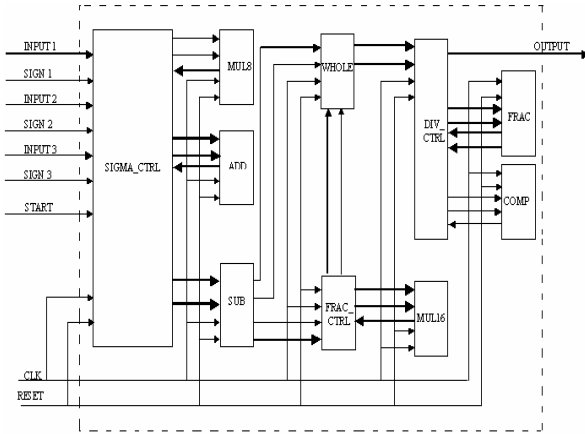 INPUT 1
SIGN 1
INPUT 2
SIGN 2
INPUT 3
SIGN 3
START
CLK
RESET
SIGMA_CTRL
MUL8
ADD
SUB
WHOLE
FRAC_
CTRL
DIV_
CTRL
MUL16
FRAC
COMP
OUTPUT